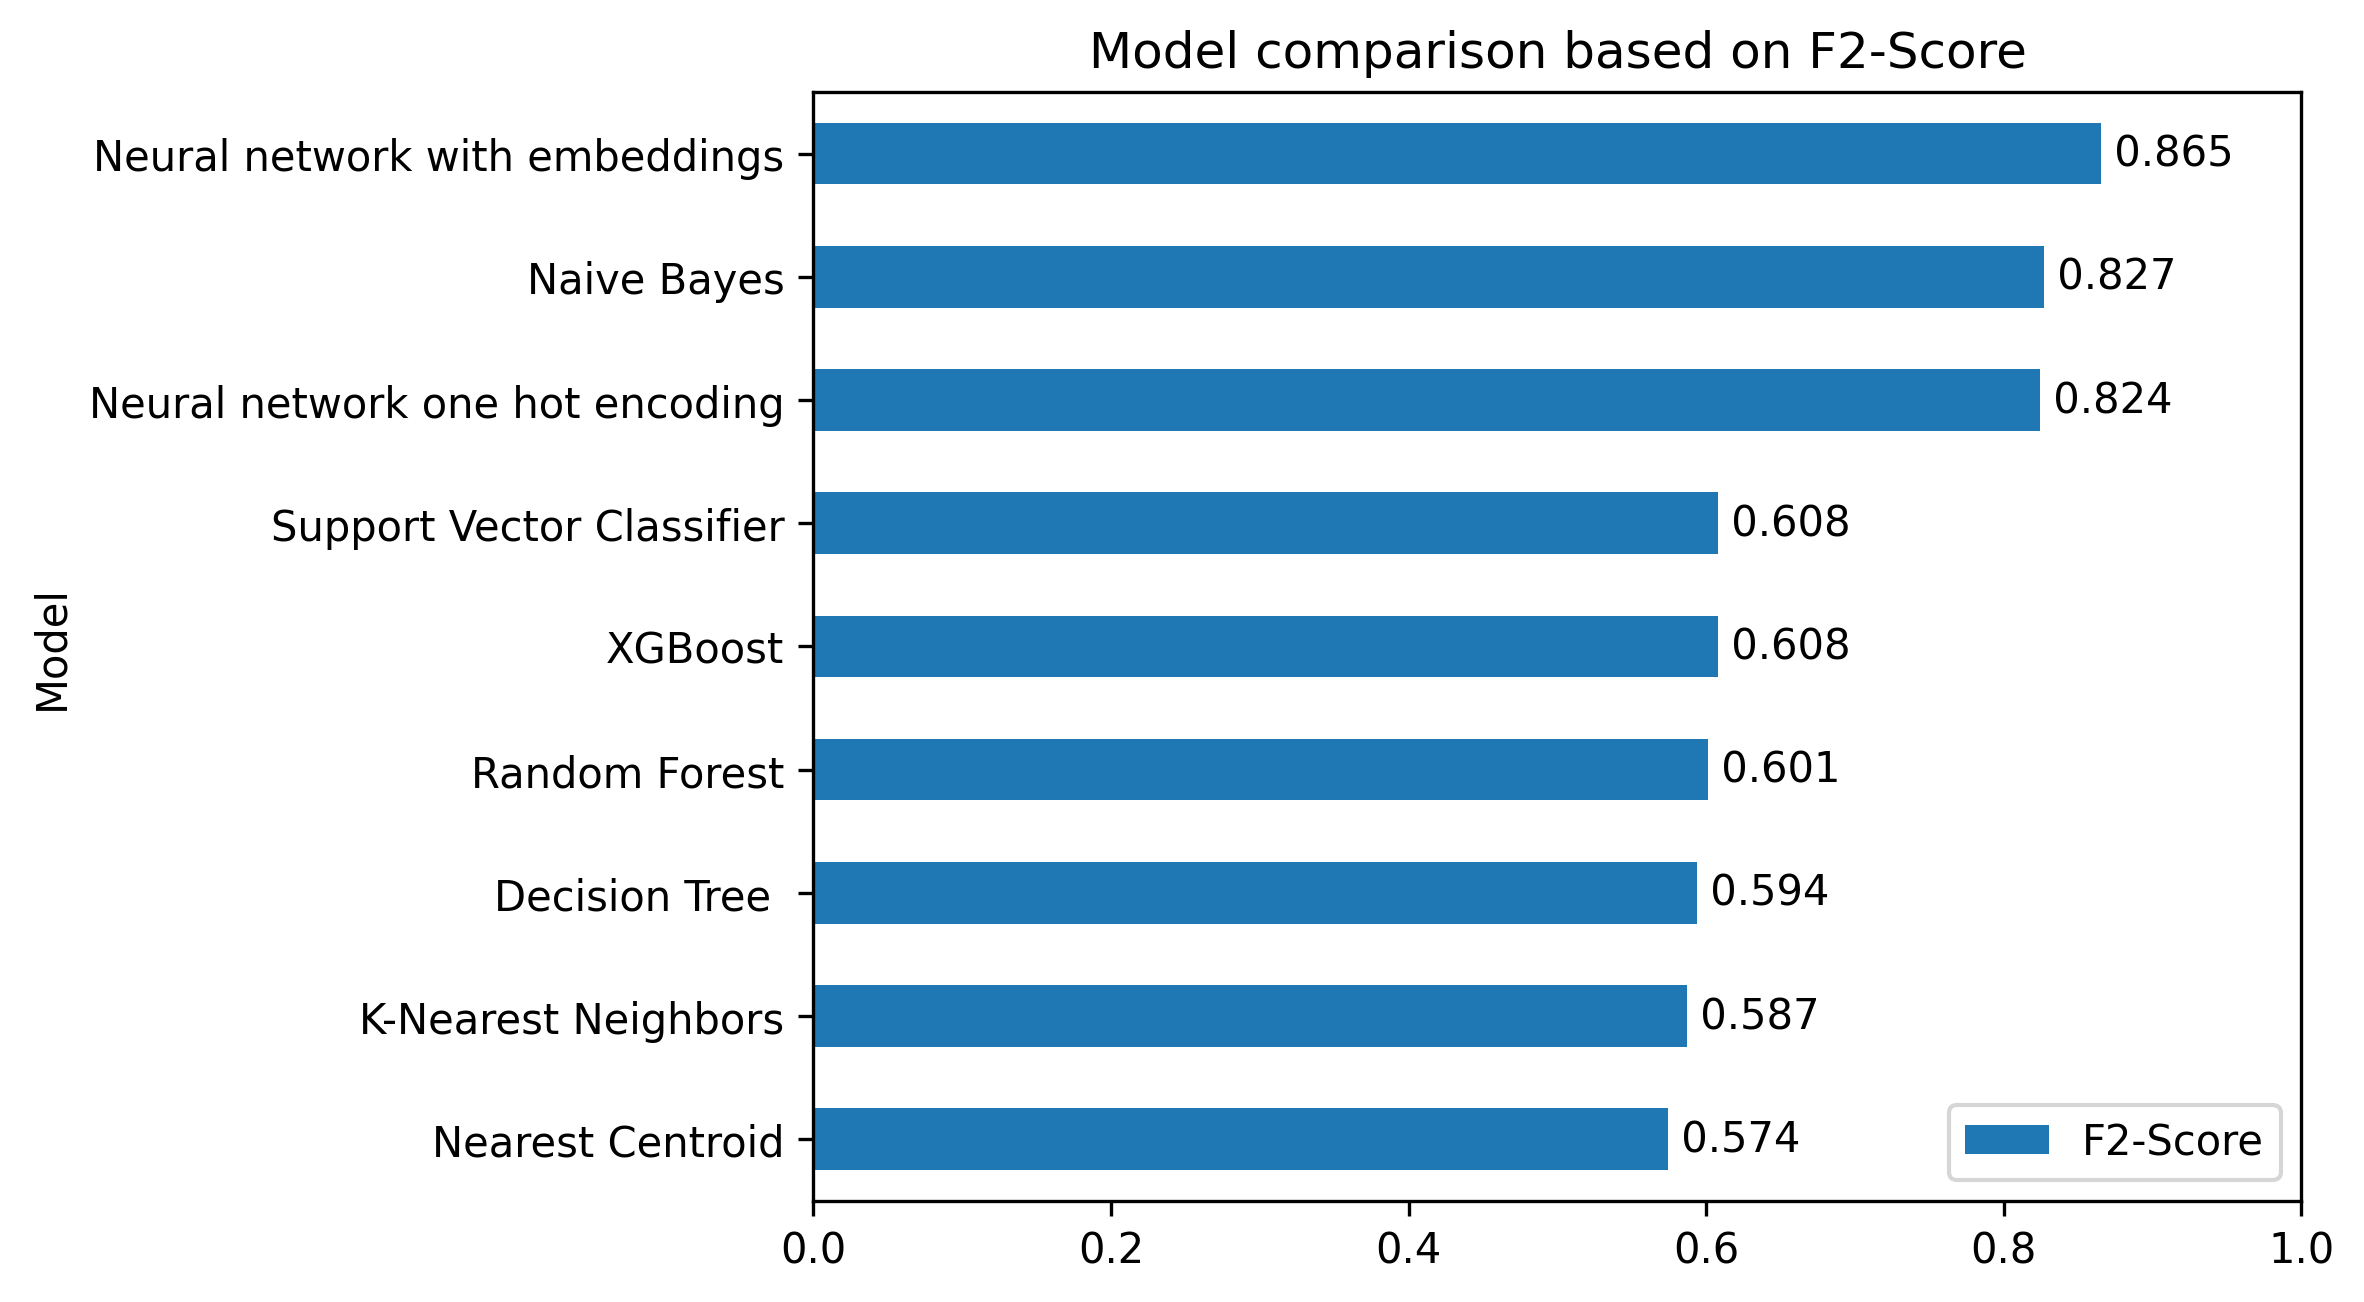 Model comparison based on F2-Score
Neural network with embeddings 0.865
Naive Bayes 0.827
Neural network one hot encoding 0.824
Support Vector Classifier 0.608
XGBoost 0.608
Random Forest 0.601
Decision Tree 0.594
K-Nearest Neighbors 0.587
Nearest Centroid 0.574
Model
F2-Score
0.0 0.2 0.4 0.6 0.8 1.0